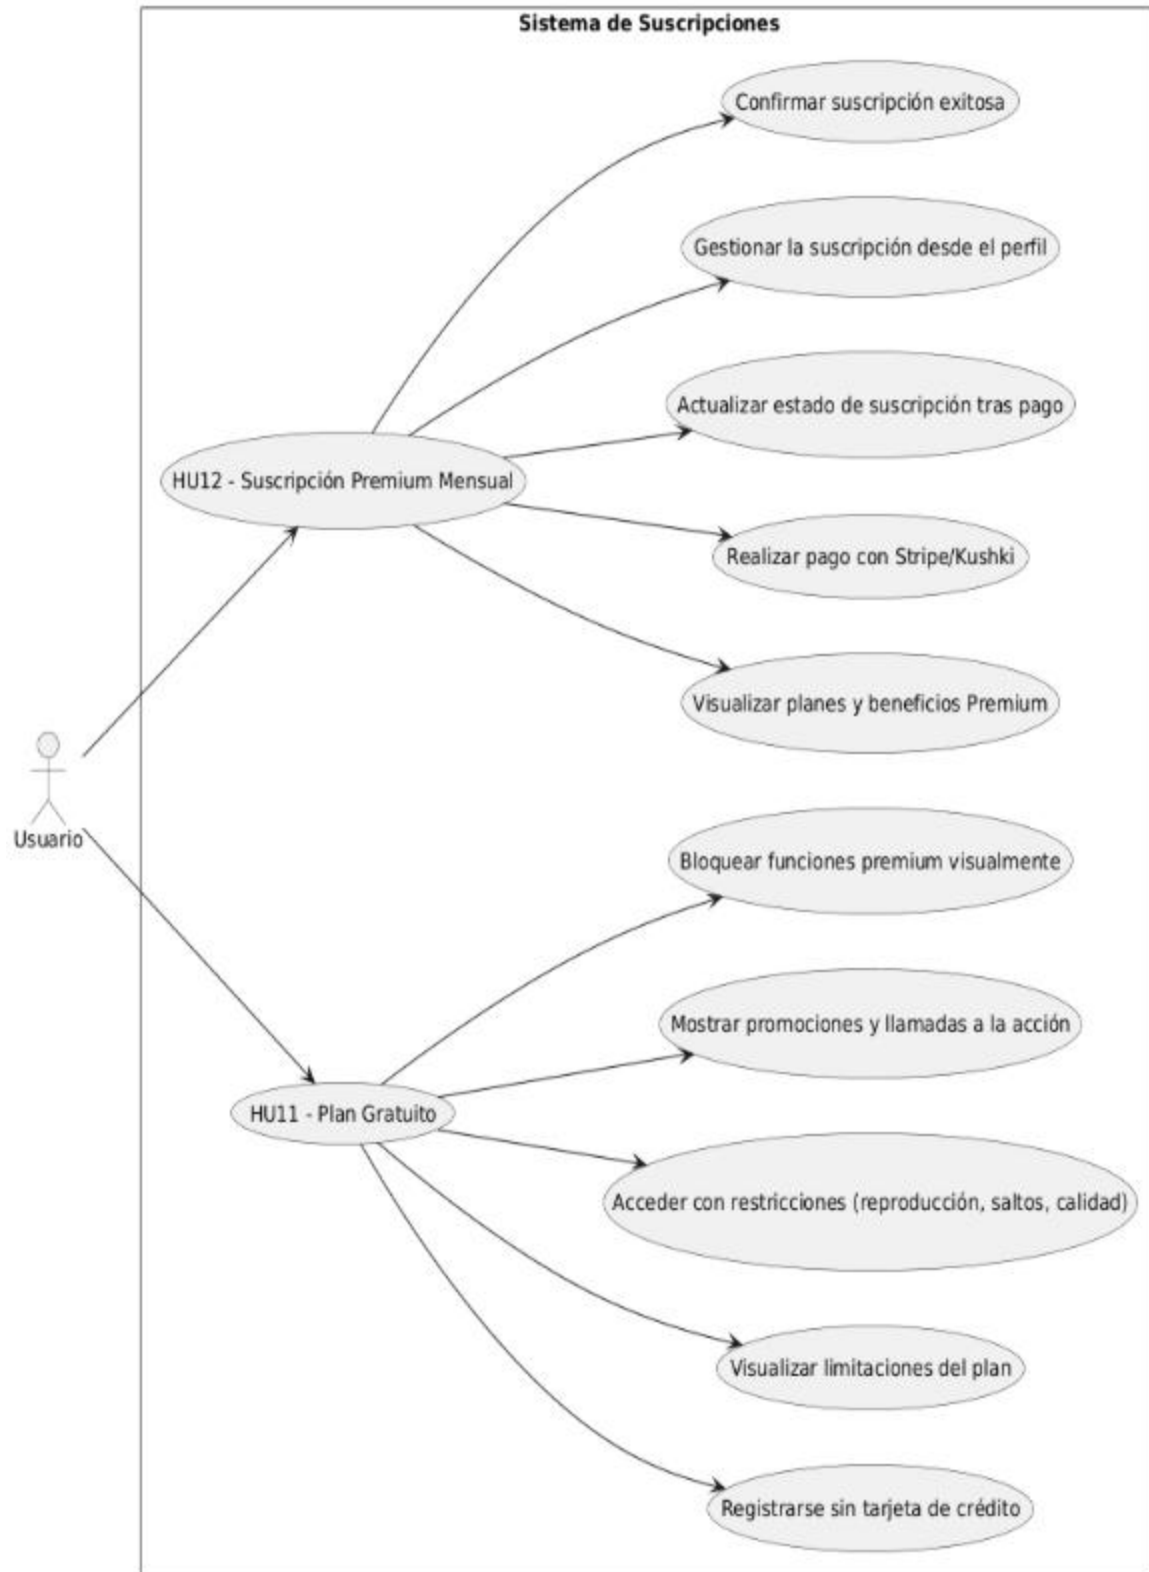 Sistema de Suscripciones
Confirmar suscripción exitosa
Gestionar la suscripción desde el perfil
Actualizar estado de suscripción tras pago
HU12 - Suscripción Premium Mensual
Realizar pago con Stripe/Kushki
Visualizar planes y beneficios Premium
Usuario
Bloquear funciones premium visualmente
Mostrar promociones y llamadas a la acción
HU11 - Plan Gratuito
Acceder con restricciones (reproducción, saltos, calidad)
Visualizar limitaciones del plan
Registrarse sin tarjeta de crédito